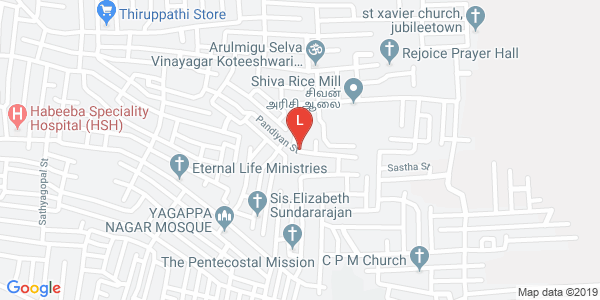 Thiruppathi Store
st xavier church,
jubileetown
Arulmigu Selva
Vinayagar Koteeshwari...
Rejoice Prayer Hall
Shiva Rice Mill
சிவன்
அரிசி ஆலை
Habeeba Speciality
Hospital (HSH)
L
Pandiyan St
Eternal Life Ministries
Sastha St
Sathyagopal St
Sis.Elizabeth
Sundararajan
YAGAPPA
NAGAR MOSQUE
The Pentecostal Mission
C P M Church
Google
Map data ©2019